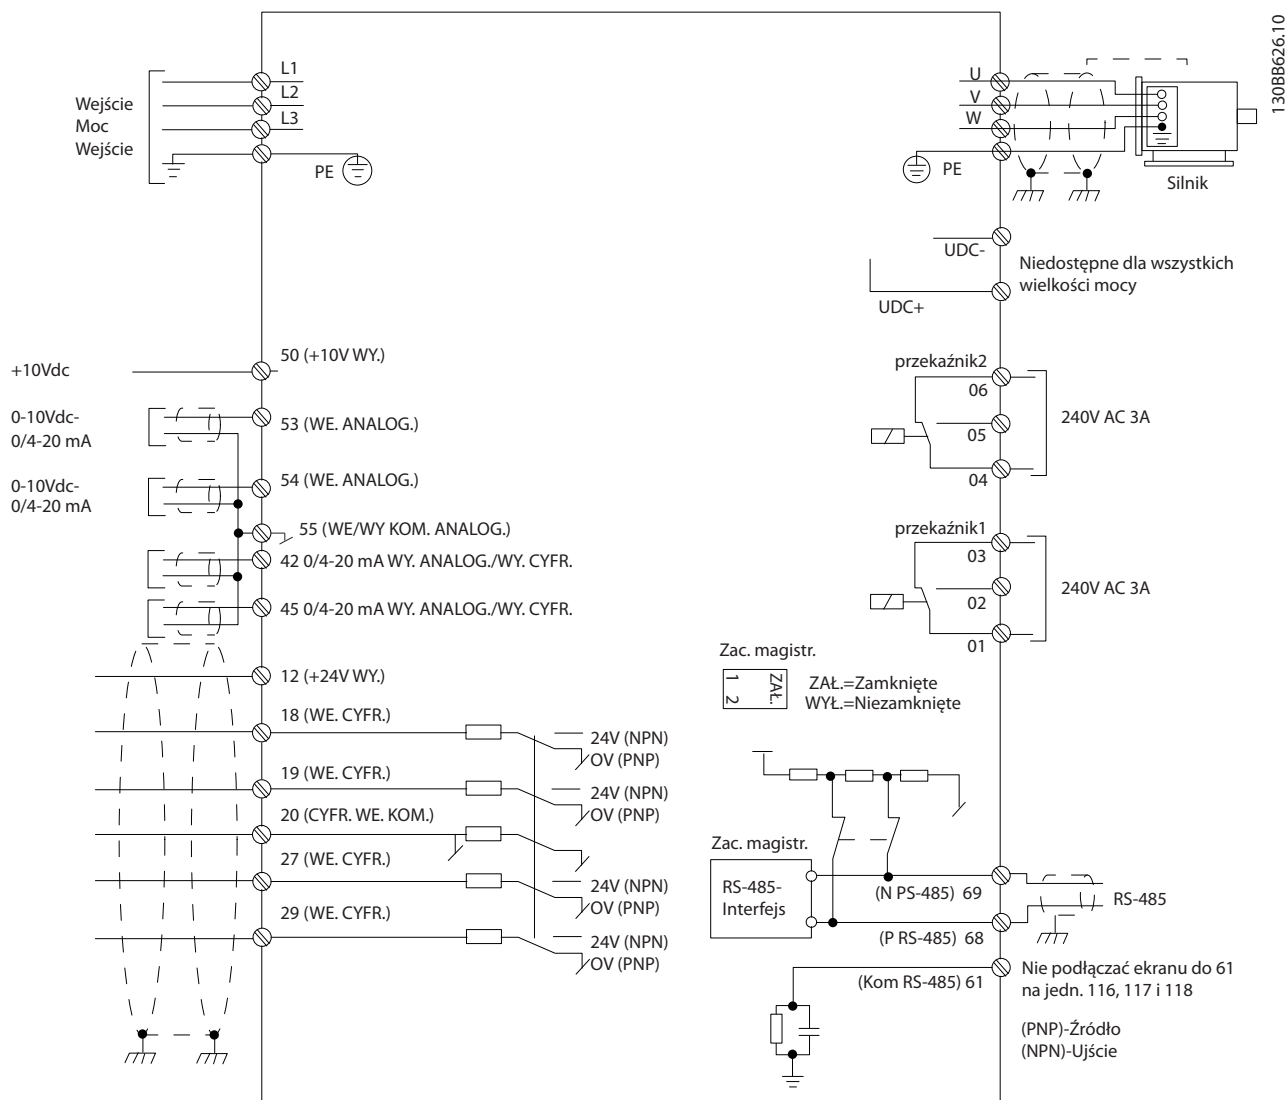 130BB626.10
L1
L2
L3
Wejście
Moc
Wejście
PE
U
V
W
PE
Silnik
UDC-
UDC+
Niedostępne dla wszystkich
wielkości mocy
+10Vdc
50 (+10V WY.)
0-10Vdc-
0/4-20 mA
53 (WE. ANALOG.)
0-10Vdc-
0/4-20 mA
54 (WE. ANALOG.)
55 (WE/WY KOM. ANALOG.)
42 0/4-20 mA WY. ANALOG./WY. CYFR.
45 0/4-20 mA WY. ANALOG./WY. CYFR.
12 (+24V WY.)
18 (WE. CYFR.)
24V (NPN)
OV (PNP)
19 (WE. CYFR.)
24V (NPN)
OV (PNP)
20 (CYFR. WE. KOM.)
27 (WE. CYFR.)
24V (NPN)
OV (PNP)
29 (WE. CYFR.)
24V (NPN)
OV (PNP)
przekaźnik2
06
05
04
240V AC 3A
przekaźnik1
03
02
01
240V AC 3A
Zac. magistr.
1 2
ZAŁ.
ZAŁ.=Zamknięte
WYŁ.=Niezamknięte
Zac. magistr.
RS-485-
Interfejs
(N PS-485) 69
RS-485
(P RS-485) 68
(Kom RS-485) 61
Nie podłączać ekranu do 61
na jedn. 116, 117 i 118
(PNP)-Źródło
(NPN)-Ujście